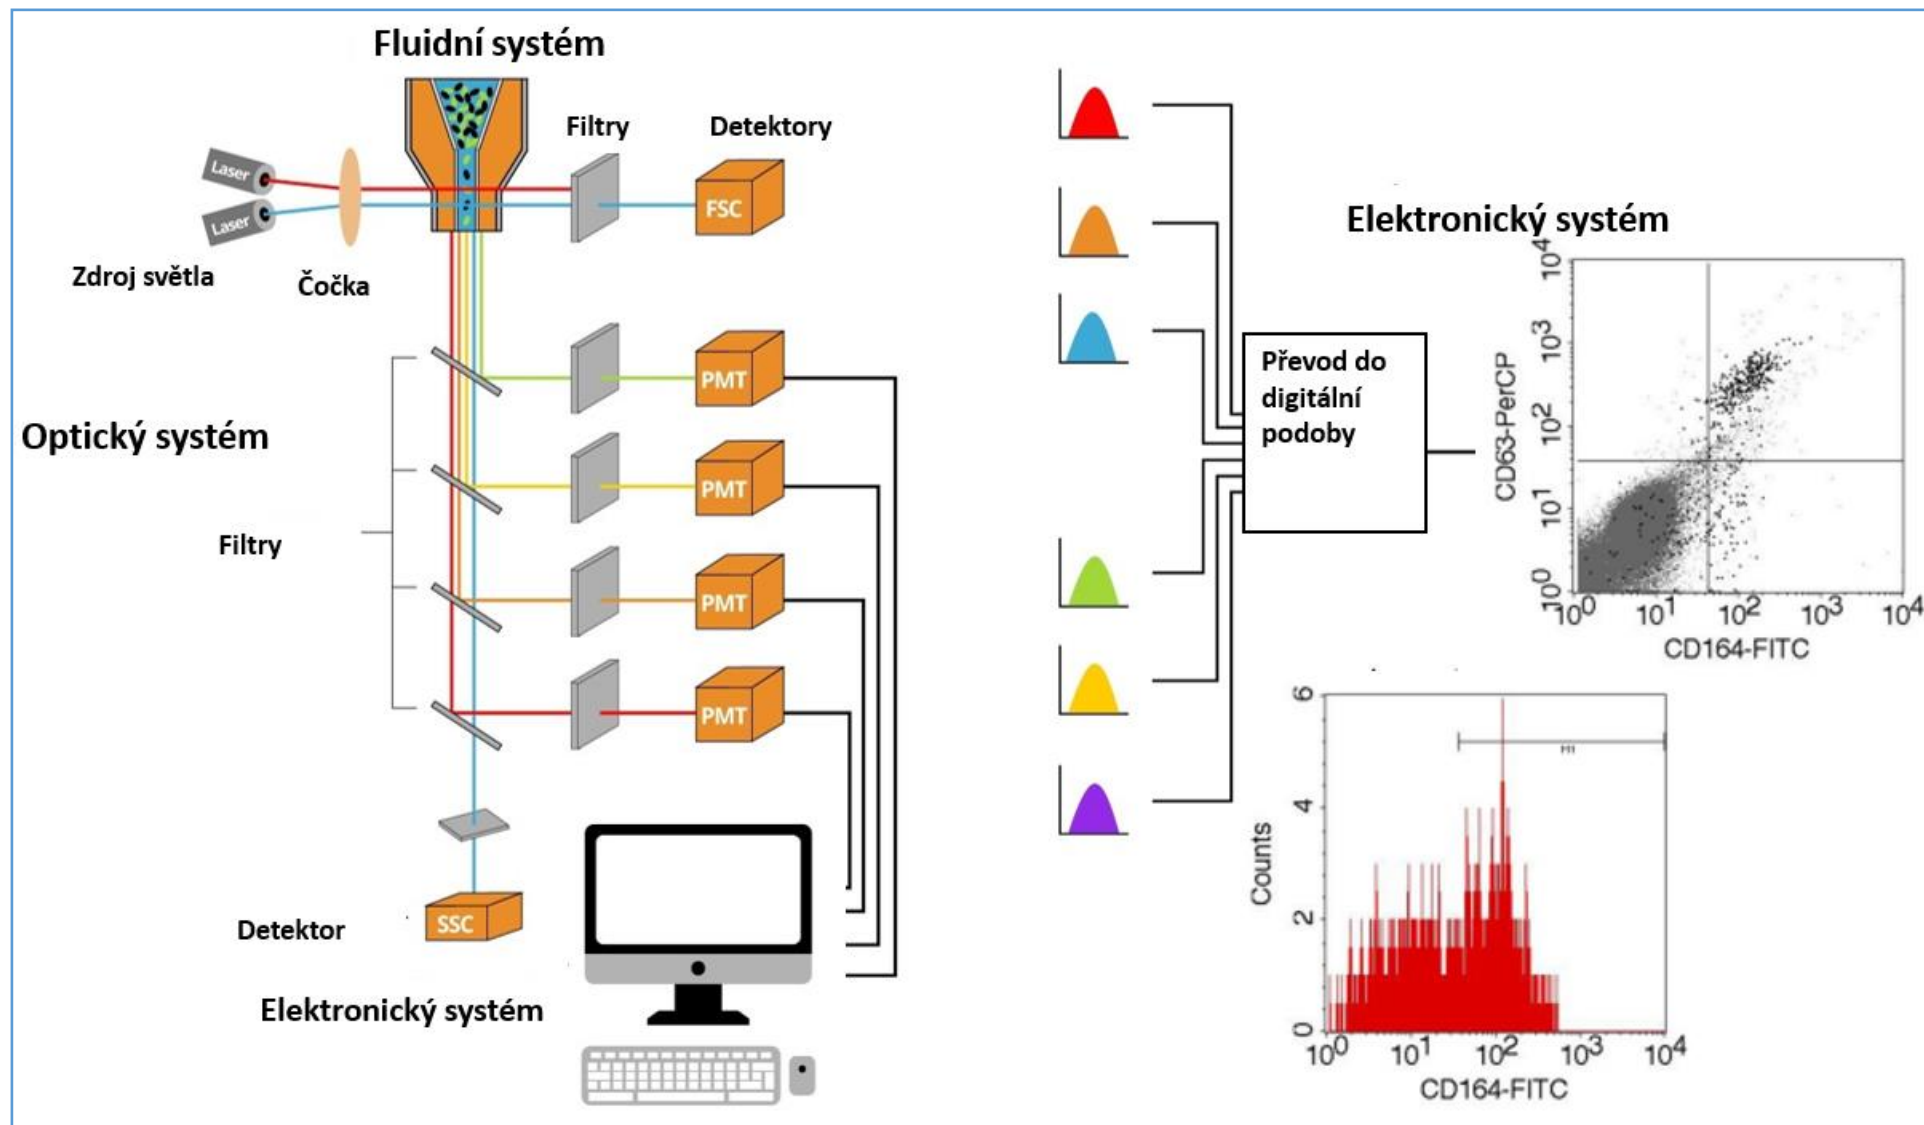 Fluidní systém
Filtry
Detektory
Laser
Laser
FSC
Zdroj světla
Čočka
Optický systém
PMT
PMT
Filtry
PMT
PMT
Detektor
SSC
Elektronický systém
Elektronický systém
Převod do
digitální
podoby
CD63-PerCP
10⁴
10³
10²
10¹
10⁰
10⁰ 10¹ 10² 10³ 10⁴
CD164-FITC
Counts
6
4
2
0
M1
10⁰ 10¹ 10² 10³ 10⁴
CD164-FITC